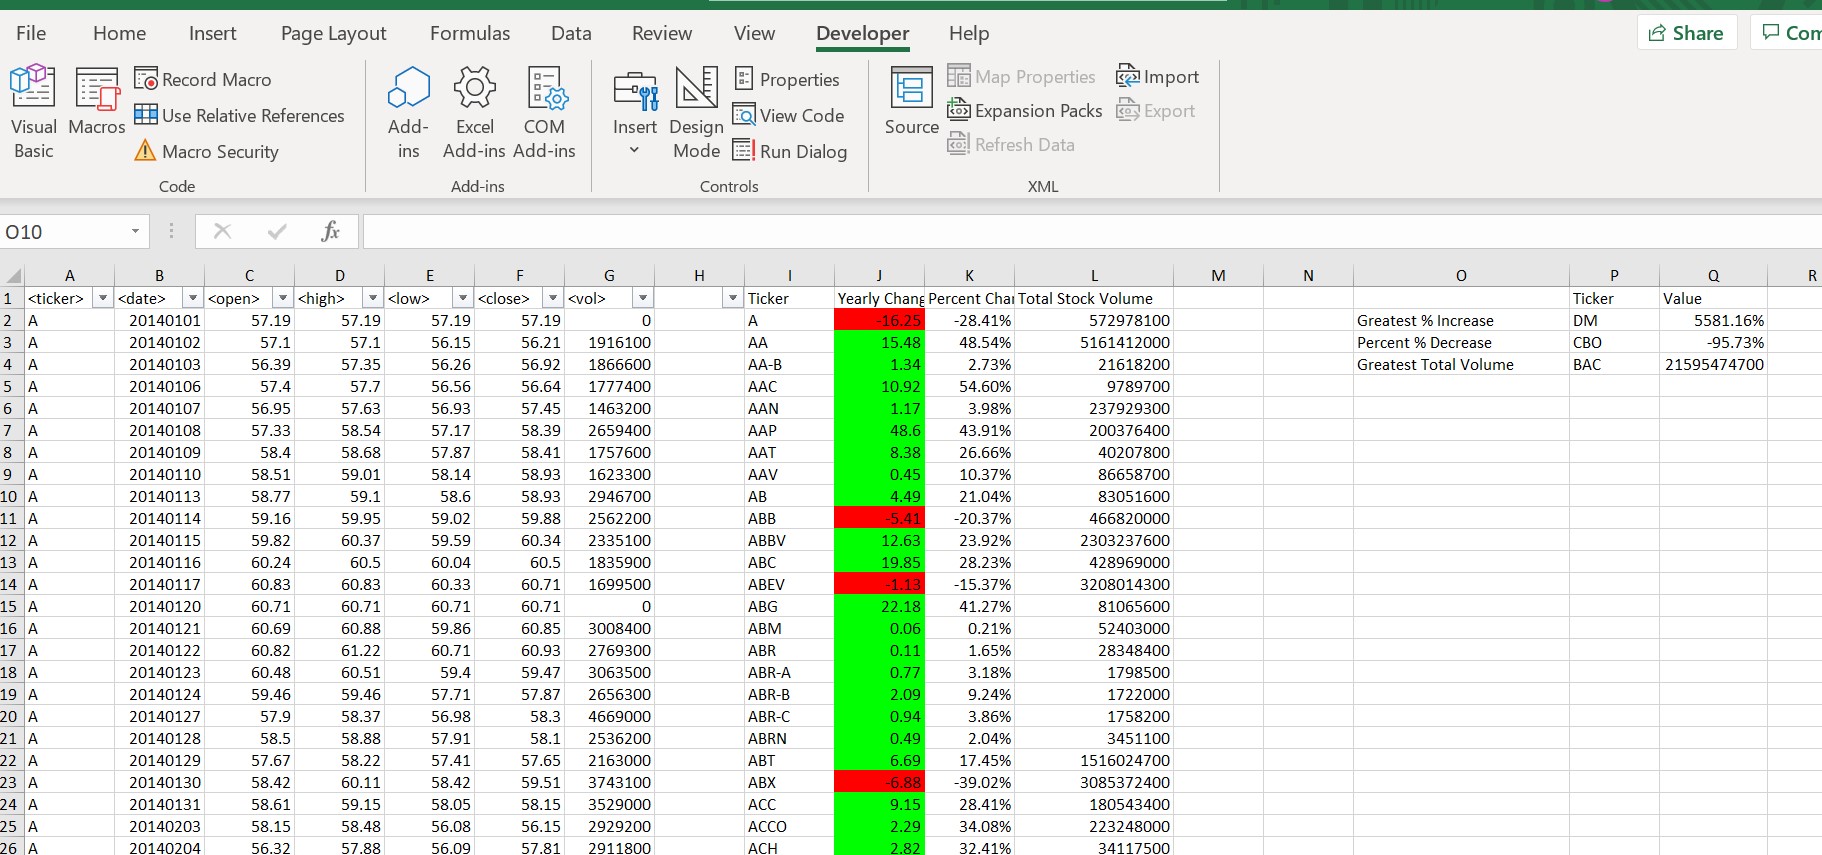 File Home Insert Page Layout Formulas Data Review View Developer Help Share Com
Visual Basic Macros Record Macro Use Relative References Macro Security Code
Add-ins Excel Add-ins COM Add-ins Add-ins
Insert Design Mode Properties View Code Run Dialog Controls
Source Map Properties Expansion Packs Refresh Data Import Export XML
O10 fx
A B C D E F G H I J K L M N O P Q R
1 <ticker> <date> <open> <high> <low> <close> <vol> Ticker Yearly Chang Percent Chan Total Stock Volume Ticker Value
2 A 20140101 57.19 57.19 57.19 57.19 0 A -16.25 -28.41% 572978100 Greatest % Increase DM 5581.16%
3 A 20140102 57.1 57.1 56.15 56.21 1916100 AA 15.48 48.54% 5161412000 Percent % Decrease CBO -95.73%
4 A 20140103 56.39 57.35 56.26 56.92 1866600 AA-B 1.34 2.73% 21618200 Greatest Total Volume BAC 21595474700
5 A 20140106 57.4 57.7 56.56 56.64 1777400 AAC 10.92 54.60% 9789700
6 A 20140107 56.95 57.63 56.93 57.45 1463200 AAN 1.17 3.98% 237929300
7 A 20140108 57.33 58.54 57.17 58.39 2659400 AAP 48.6 43.91% 200376400
8 A 20140109 58.4 58.68 57.87 58.41 1757600 AAT 8.38 26.66% 40207800
9 A 20140110 58.51 59.01 58.14 58.93 1623300 AAV 0.45 10.37% 86658700
10 A 20140113 58.77 59.1 58.6 58.93 2946700 AB 4.49 21.04% 83051600
11 A 20140114 59.16 59.95 59.02 59.88 2562200 ABB -5.41 -20.37% 466820000
12 A 20140115 59.82 60.37 59.59 60.34 2335100 ABBV 12.63 23.92% 2303237600
13 A 20140116 60.24 60.5 60.04 60.5 1835900 ABC 19.85 28.23% 428969000
14 A 20140117 60.83 60.83 60.33 60.71 1699500 ABEV -1.13 -15.37% 3208014300
15 A 20140120 60.71 60.71 60.71 60.71 0 ABG 22.18 41.27% 81065600
16 A 20140121 60.69 60.88 59.86 60.85 3008400 ABM 0.06 0.21% 52403000
17 A 20140122 60.82 61.22 60.71 60.93 2769300 ABR 0.11 1.65% 28348400
18 A 20140123 60.48 60.51 59.4 59.47 3063500 ABR-A 0.77 3.18% 1798500
19 A 20140124 59.46 59.46 57.71 57.87 2656300 ABR-B 2.09 9.24% 1722000
20 A 20140127 57.9 58.37 56.98 58.3 4669000 ABR-C 0.94 3.86% 1758200
21 A 20140128 58.5 58.88 57.91 58.1 2536200 ABRN 0.49 2.04% 3451100
22 A 20140129 57.67 58.22 57.41 57.65 2163000 ABT 6.69 17.45% 1516024700
23 A 20140130 58.42 60.11 58.42 59.51 3743100 ABX -6.88 -39.02% 3085372400
24 A 20140131 58.61 59.15 58.05 58.15 3529000 ACC 9.15 28.41% 180543400
25 A 20140203 58.15 58.48 56.08 56.15 2929200 ACCO 2.29 34.08% 223248000
26 A 20140204 56.32 57.88 56.09 57.81 2911800 ACH 2.82 32.41% 34117500